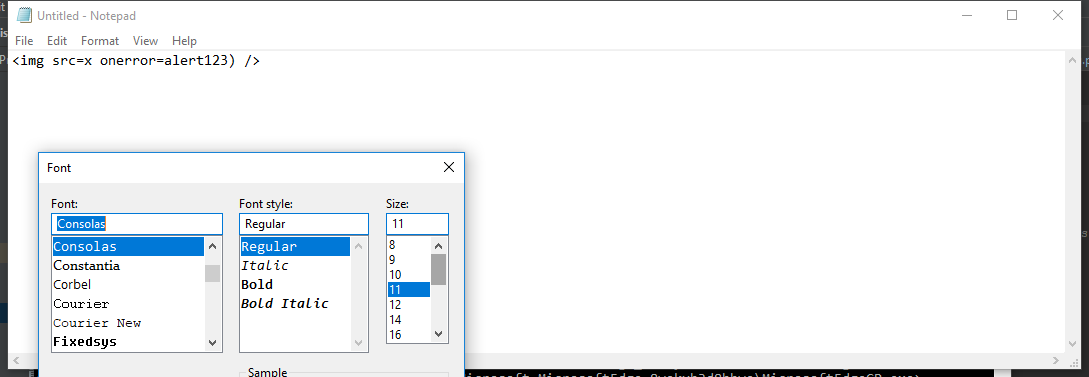 Untitled - Notepad
File Edit Format View Help
<img src=x onerror=alert123) />
Font
Font: Font style: Size:
Consolas Regular 11
Consolas Regular 8
Constantia Italic 9
Corbel Bold 10
Courier Bold Italic 11
Courier New 12
Fixedsys 14
16
Sample